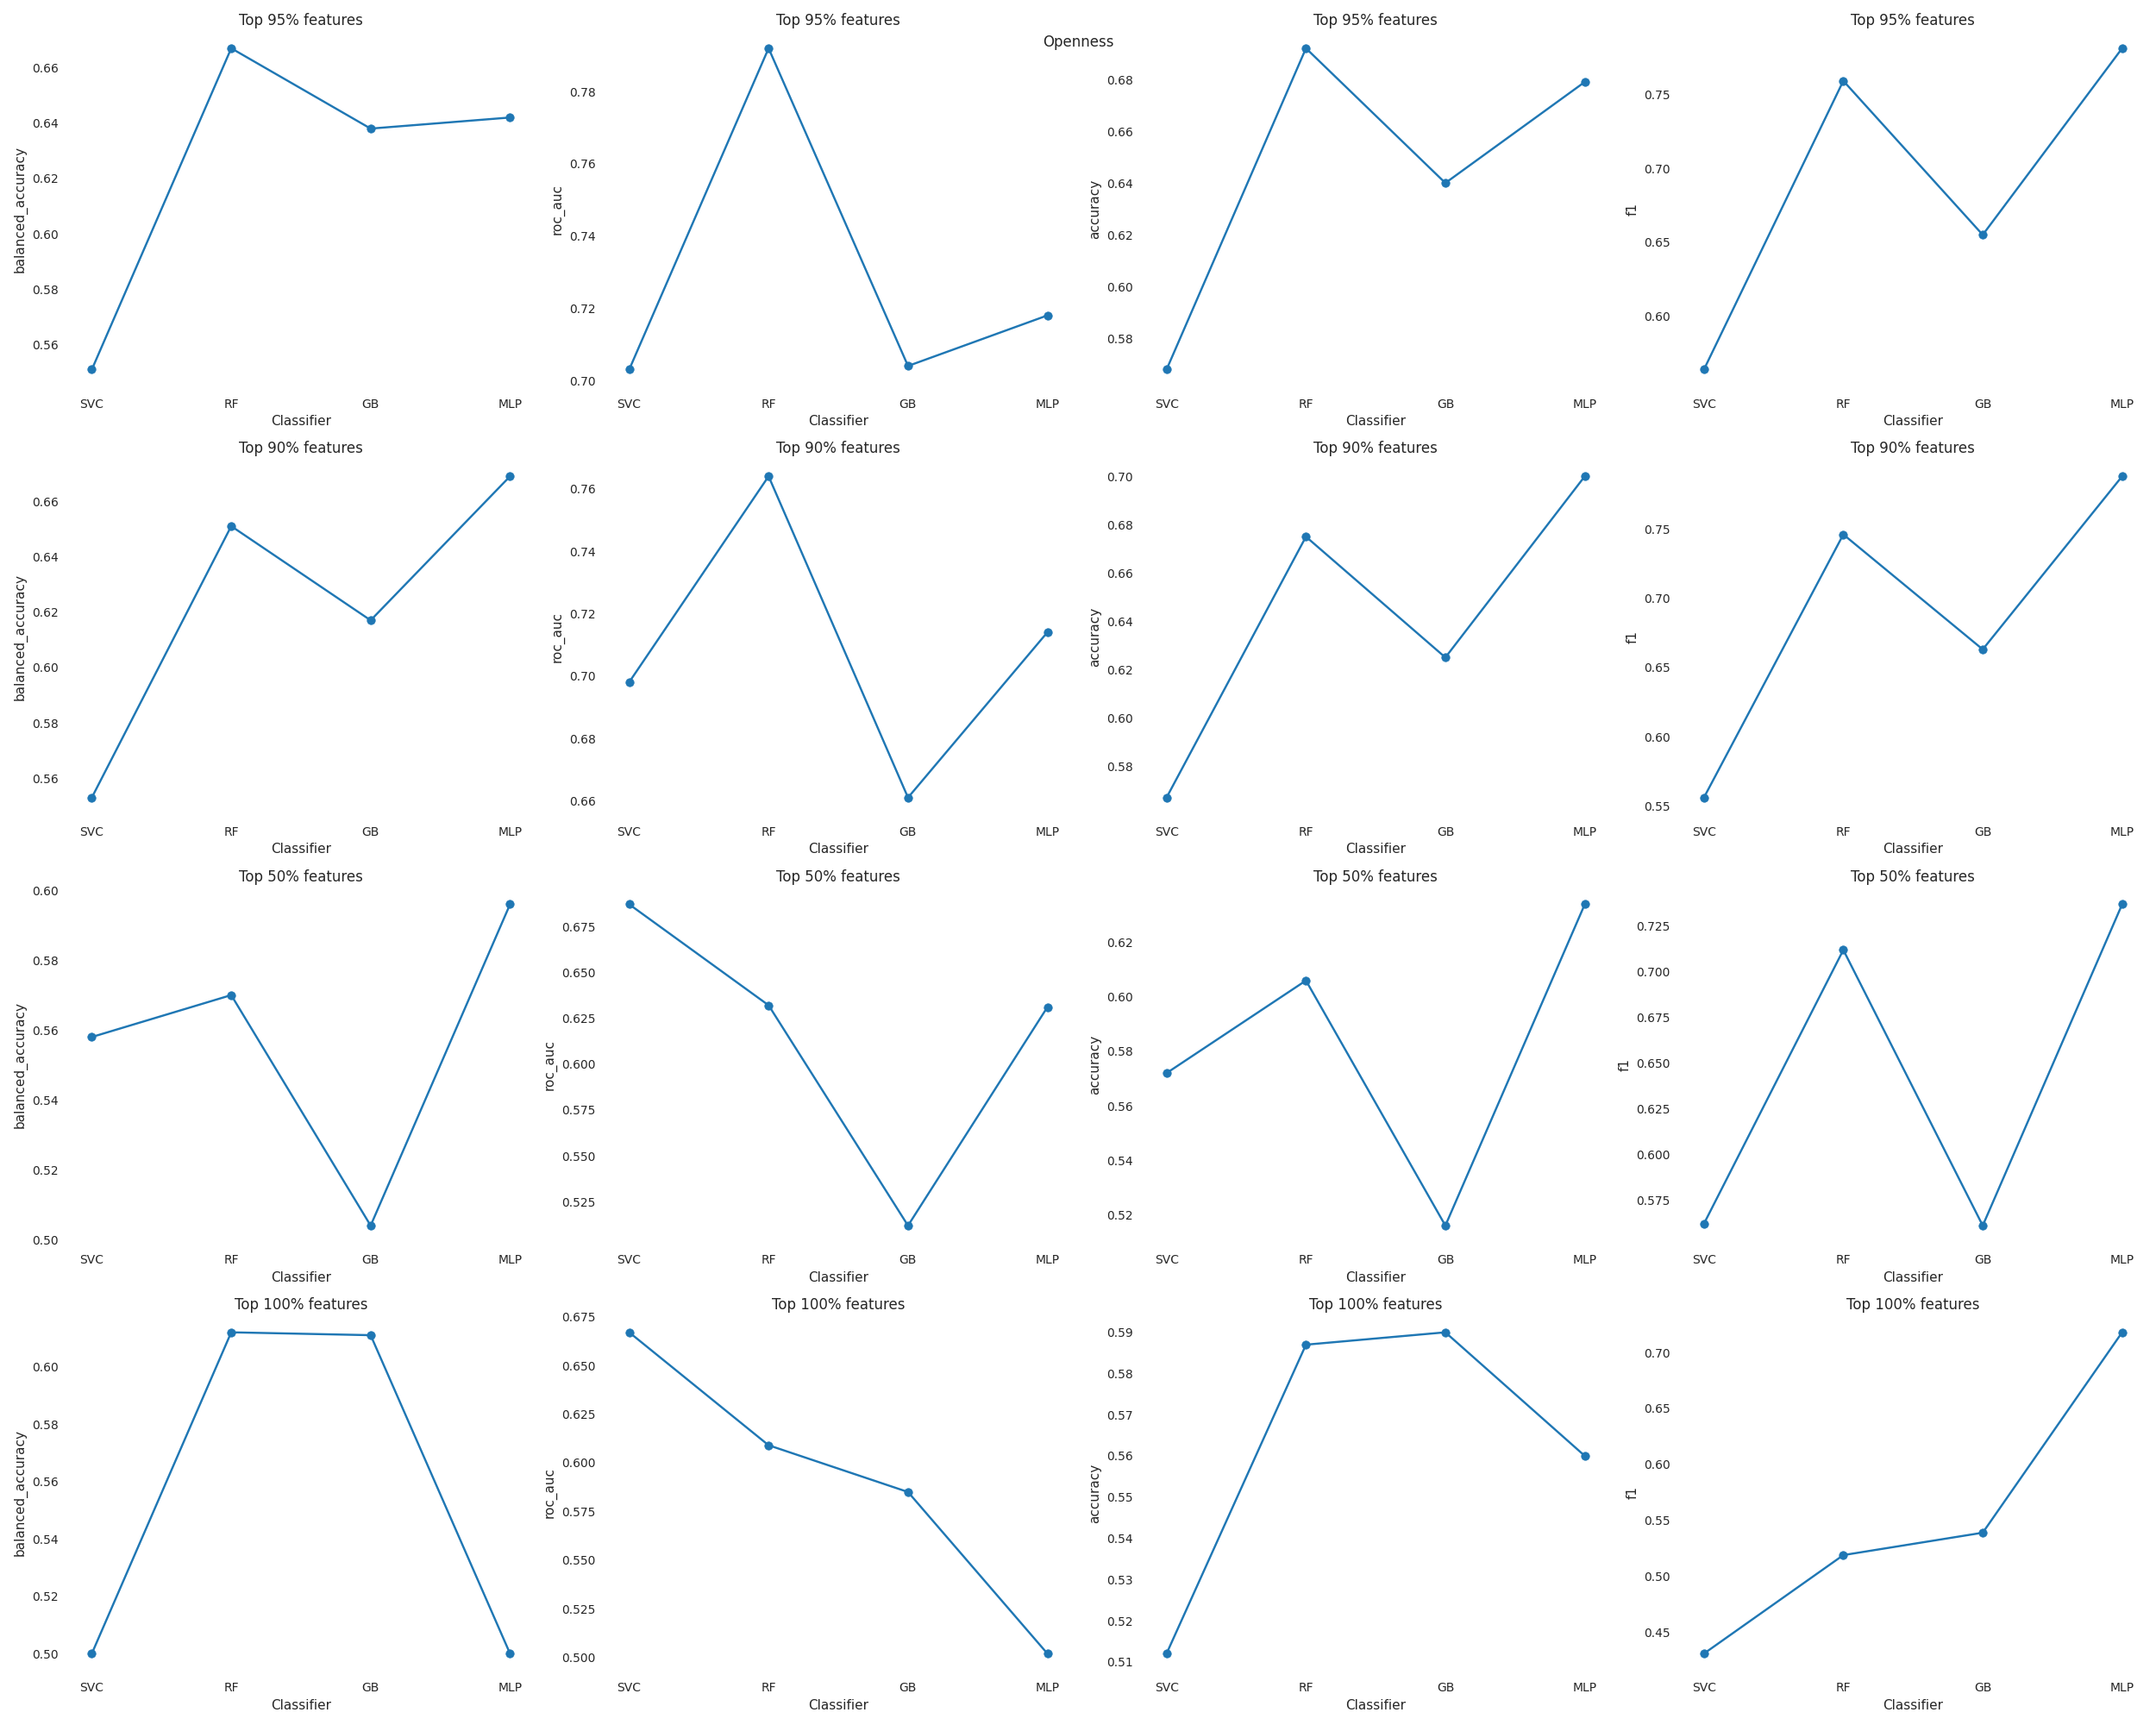 Openness
Top 95% features
balanced_accuracy
0.66
0.64
0.62
0.60
0.58
0.56
SVC RF GB MLP
Classifier
Top 95% features
roc_auc
0.78
0.76
0.74
0.72
0.70
SVC RF GB MLP
Classifier
Top 95% features
accuracy
0.68
0.66
0.64
0.62
0.60
0.58
SVC RF GB MLP
Classifier
Top 95% features
f1
0.75
0.70
0.65
0.60
SVC RF GB MLP
Classifier
Top 90% features
balanced_accuracy
0.66
0.64
0.62
0.60
0.58
0.56
SVC RF GB MLP
Classifier
Top 90% features
roc_auc
0.76
0.74
0.72
0.70
0.68
0.66
SVC RF GB MLP
Classifier
Top 90% features
accuracy
0.70
0.68
0.66
0.64
0.62
0.60
0.58
SVC RF GB MLP
Classifier
Top 90% features
f1
0.75
0.70
0.65
0.60
0.55
SVC RF GB MLP
Classifier
Top 50% features
balanced_accuracy
0.60
0.58
0.56
0.54
0.52
0.50
SVC RF GB MLP
Classifier
Top 50% features
roc_auc
0.675
0.650
0.625
0.600
0.575
0.550
0.525
SVC RF GB MLP
Classifier
Top 50% features
accuracy
0.62
0.60
0.58
0.56
0.54
0.52
SVC RF GB MLP
Classifier
Top 50% features
f1
0.725
0.700
0.675
0.650
0.625
0.600
0.575
SVC RF GB MLP
Classifier
Top 100% features
balanced_accuracy
0.60
0.58
0.56
0.54
0.52
0.50
SVC RF GB MLP
Classifier
Top 100% features
roc_auc
0.675
0.650
0.625
0.600
0.575
0.550
0.525
0.500
SVC RF GB MLP
Classifier
Top 100% features
accuracy
0.59
0.58
0.57
0.56
0.55
0.54
0.53
0.52
0.51
SVC RF GB MLP
Classifier
Top 100% features
f1
0.70
0.65
0.60
0.55
0.50
0.45
SVC RF GB MLP
Classifier